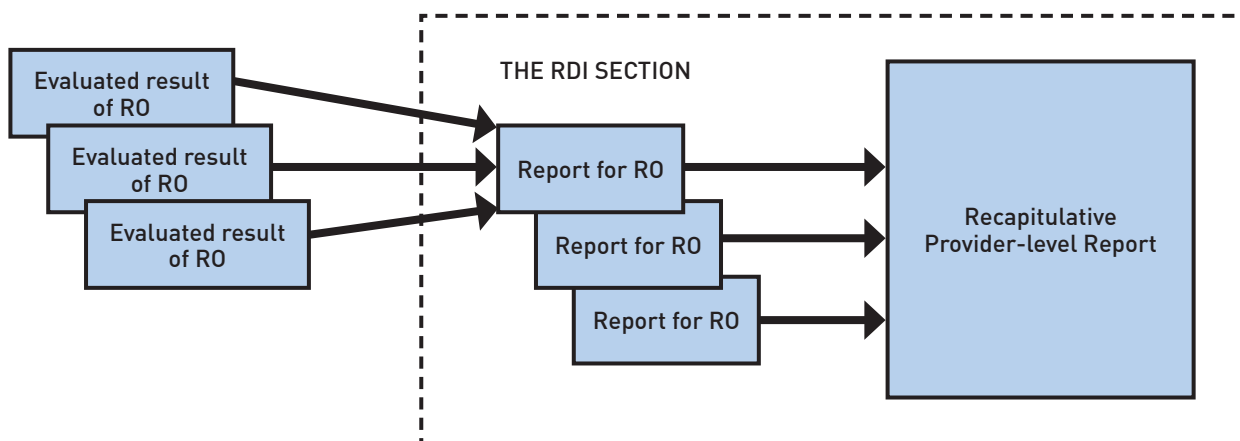 Evaluated result
of RO
Evaluated result
of RO
Evaluated result
of RO
THE RDI SECTION
Report for RO
Report for RO
Report for RO
Recapitulative
Provider-level Report